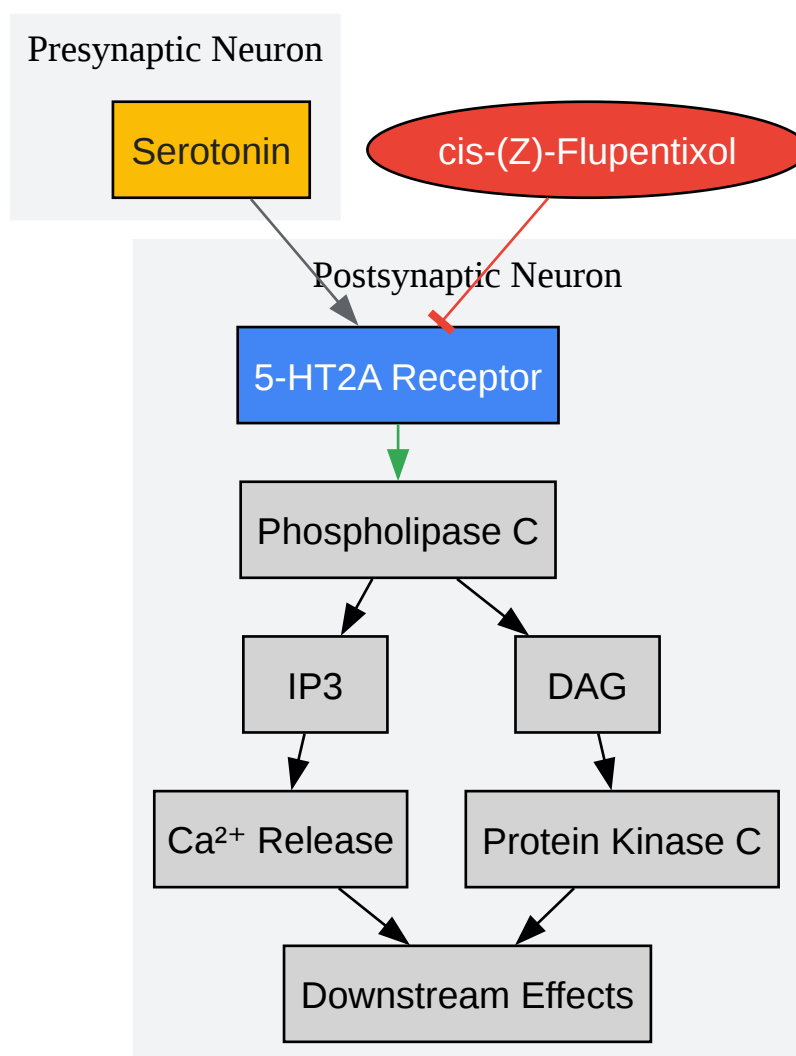 Presynaptic Neuron
Serotonin
cis-(Z)-Flupentixol
Postsynaptic Neuron
5-HT2A Receptor
Phospholipase C
IP3
DAG
Ca²⁺ Release
Protein Kinase C
Downstream Effects